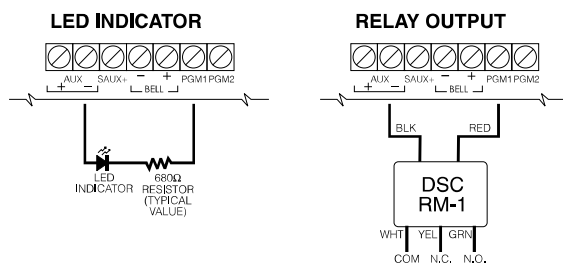 LED INDICATOR
AUX SAUX+ − + PGM1 PGM2
+ − BELL
LED INDICATOR
680Ω RESISTOR (TYPICAL VALUE)
RELAY OUTPUT
AUX SAUX+ − + PGM1 PGM2
+ − BELL
BLK RED
DSC
RM-1
WHT YEL GRN
COM N.C. N.O.